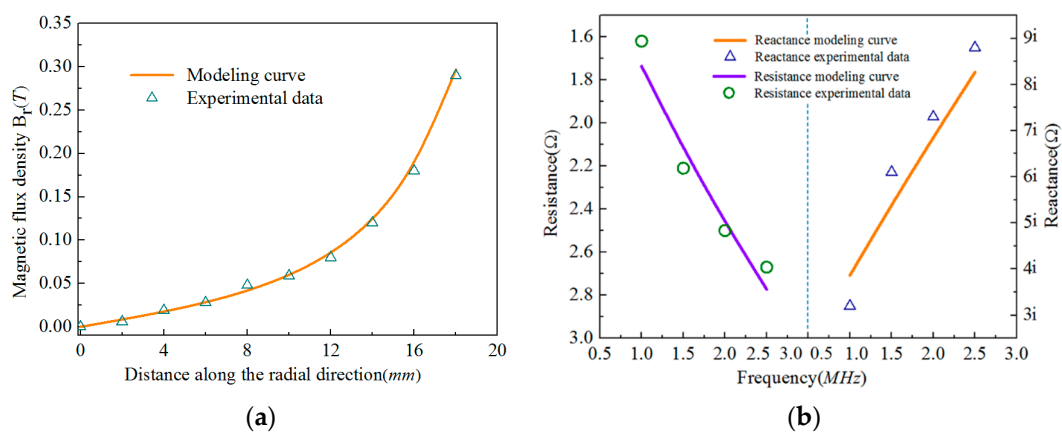 0.35
0.30
0.25
0.20
0.15
0.10
0.05
0.00
Magnetic flux density Br(T)
Modeling curve
Experimental data
0 4 8 12 16 20
Distance along the radial direction(mm)
(a)
1.6
1.8
2.0
2.2
2.4
2.6
2.8
3.0
Resistance(Ω)
Reactance modeling curve
Reactance experimental data
Resistance modeling curve
Resistance experimental data
9i
8i
7i
6i
5i
4i
3i
Reactance(Ω)
0.5 1.0 1.5 2.0 2.5 3.0 0.5 1.0 1.5 2.0 2.5 3.0
Frequency(MHz)
(b)